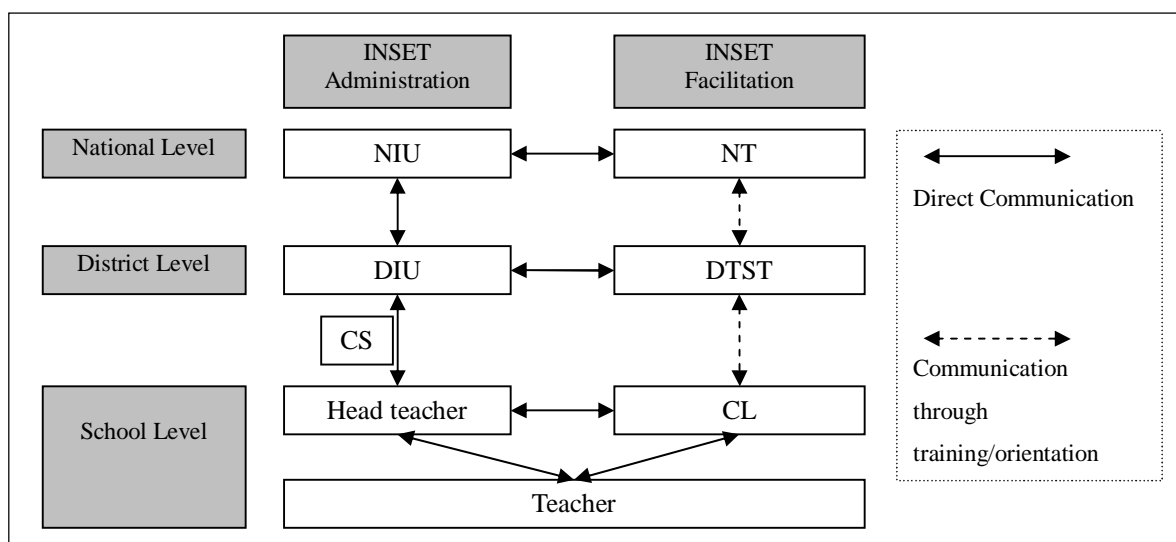 INSET
Administration
INSET
Facilitation
National Level
NIU
NT
Direct Communication
District Level
DIU
DTST
CS
Communication
through
training/orientation
School Level
Head teacher
CL
Teacher